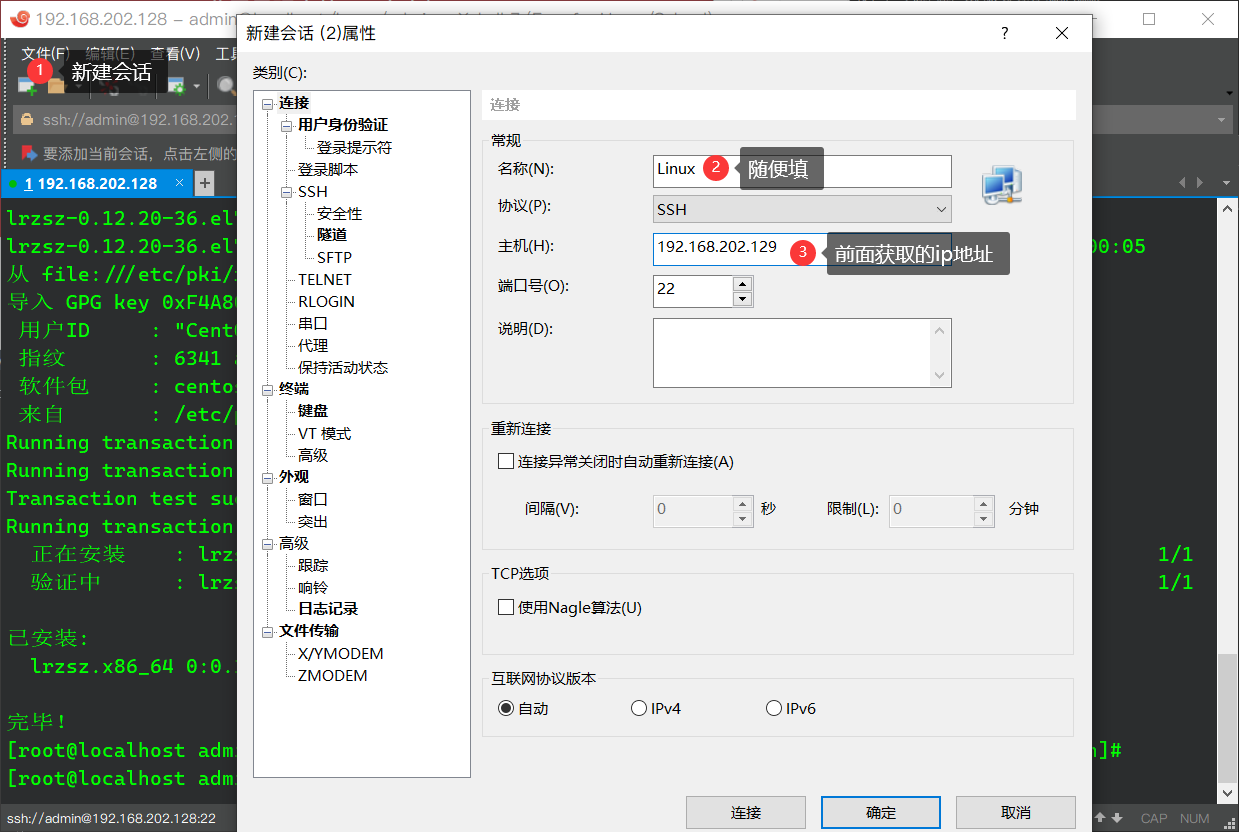 192.168.202.128 – admin
文件(F) 编辑(E) 查看(V) 工具
1 新建会话
ssh://admin@192.168.202.1
要添加当前会话，点击左侧的
1 192.168.202.128 × +
lrzsz-0.12.20-36.el
lrzsz-0.12.20-36.el
00:05
从 file:///etc/pki/
导入 GPG key 0xF4A80
用户ID : "Cent
指纹 : 6341
软件包 : cento
来自 : /etc/
Running transaction
Running transaction
Transaction test suc
Running transaction
正在安装 : lrzs
1/1
验证中 : lrzs
1/1
已安装:
lrzsz.x86_64 0:0.
完毕！
[root@localhost adm
]#
[root@localhost adm
ssh://admin@192.168.202.128:22
CAP NUM
新建会话 (2)属性
?
类别(C):
连接
用户身份验证
登录提示符
登录脚本
SSH
安全性
隧道
SFTP
TELNET
RLOGIN
串口
代理
保持活动状态
终端
键盘
VT 模式
高级
外观
窗口
突出
高级
跟踪
响铃
日志记录
文件传输
X/YMODEM
ZMODEM
连接
常规
名称(N): Linux 2 随便填
协议(P): SSH
主机(H): 192.168.202.129 3 前面获取的ip地址
端口号(O): 22
说明(D):
重新连接
连接异常关闭时自动重新连接(A)
间隔(V): 0 秒 限制(L): 0 分钟
TCP选项
使用Nagle算法(U)
互联网协议版本
自动 IPv4 IPv6
连接 确定 取消